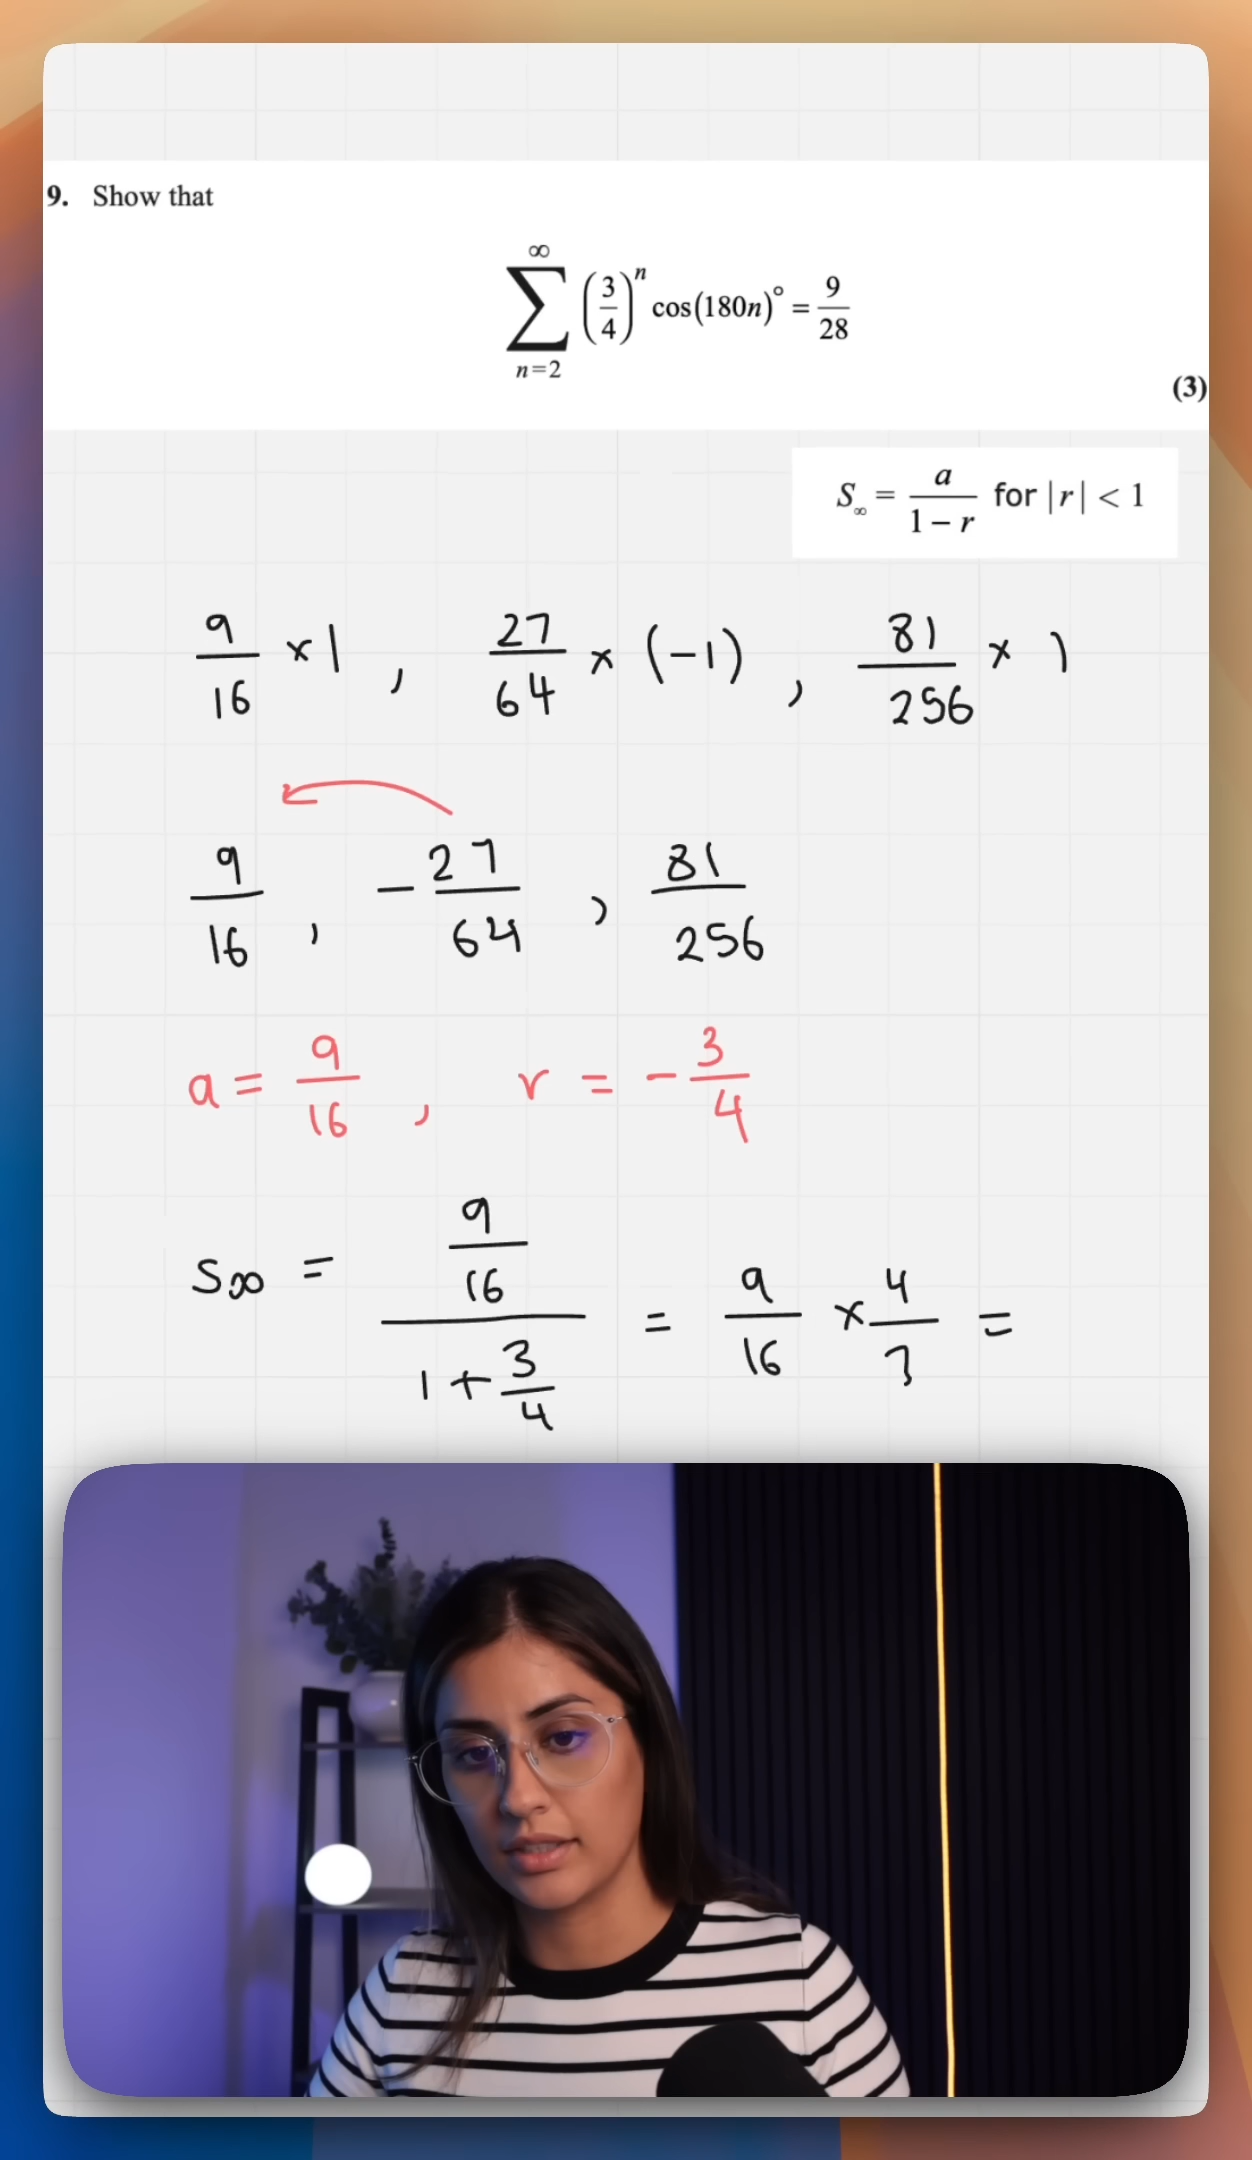 9. Show that
∞
∑ (3/4)^n cos(180n)° = 9/28
n=2
(3)
S∞ = a/(1 − r) for |r| < 1
9/16 × 1 , 27/64 × (−1) , 81/256 × 1
9/16 , −27/64 , 81/256
a = 9/16 , r = −3/4
S∞ = (9/16)/(1 + 3/4) = 9/16 × 4/7 =